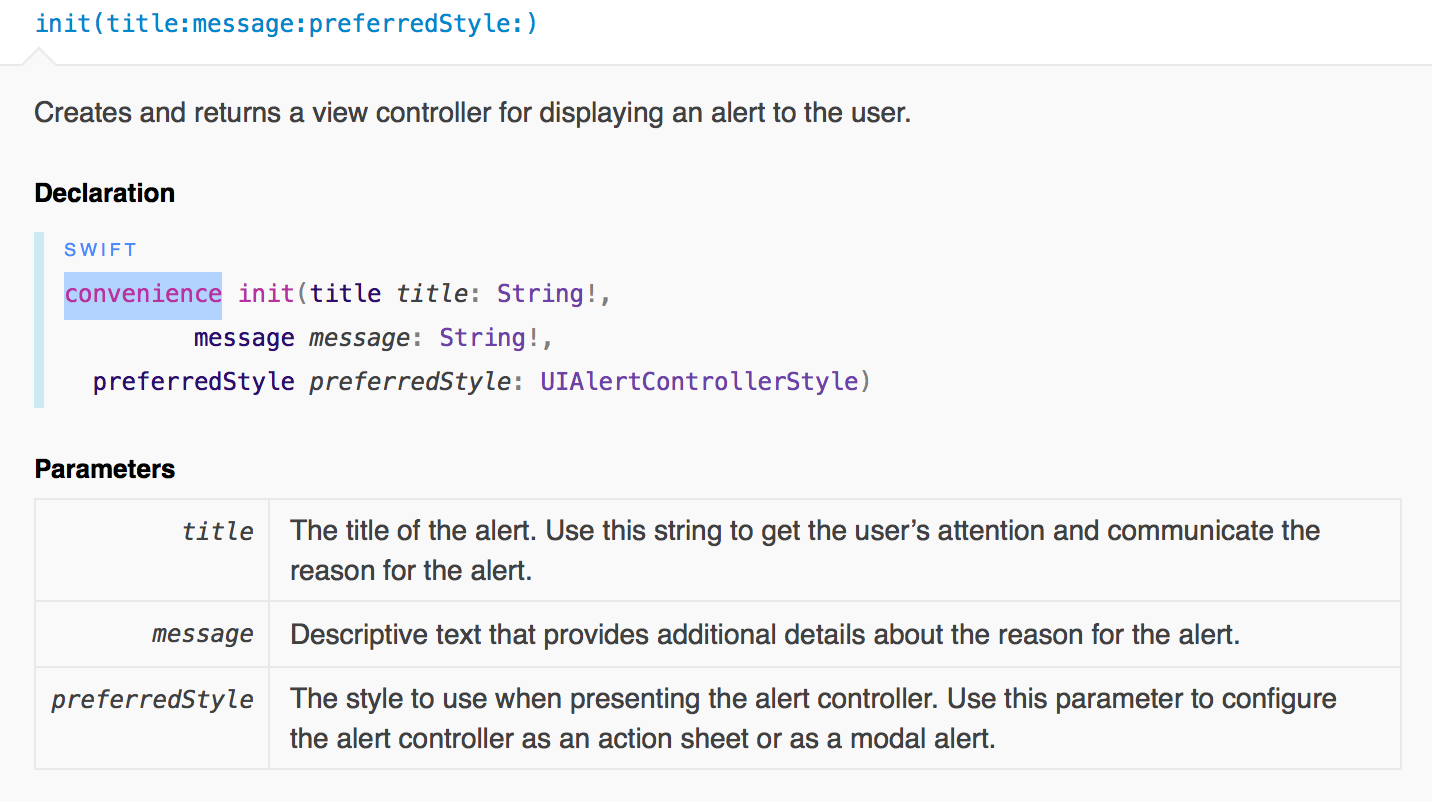 init(title:message:preferredStyle:)
Creates and returns a view controller for displaying an alert to the user.
Declaration
SWIFT
convenience init(title title: String!,
message message: String!,
preferredStyle preferredStyle: UIAlertControllerStyle)
Parameters
title
The title of the alert. Use this string to get the user’s attention and communicate the
reason for the alert.
message
Descriptive text that provides additional details about the reason for the alert.
preferredStyle
The style to use when presenting the alert controller. Use this parameter to configure
the alert controller as an action sheet or as a modal alert.